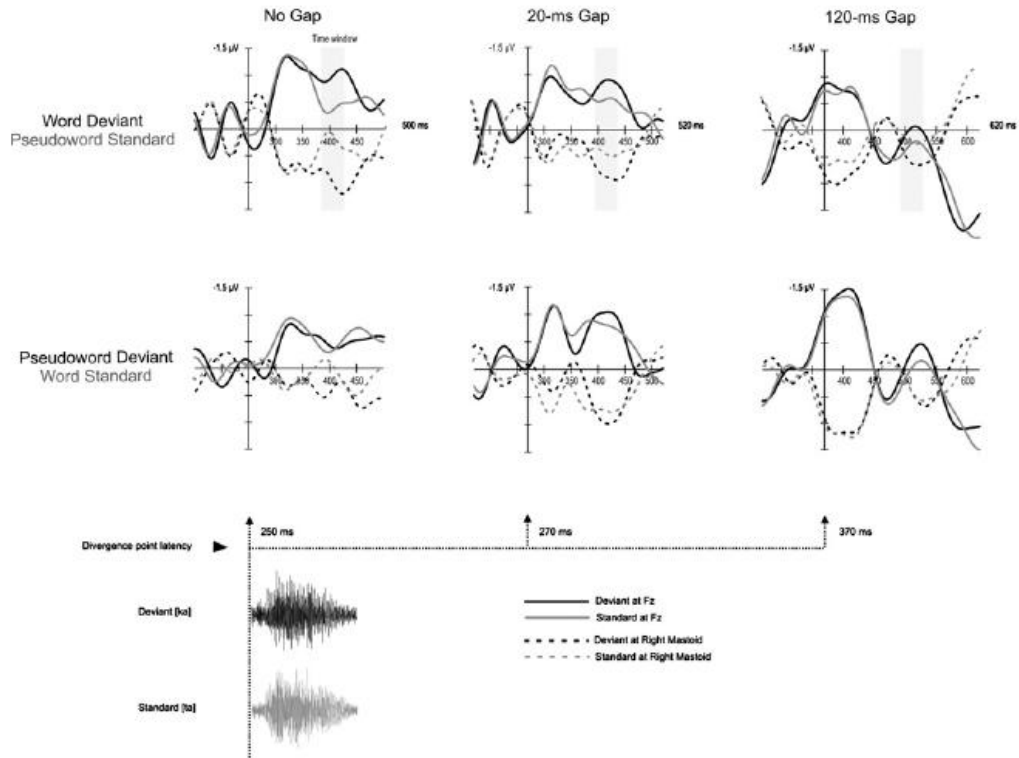 No Gap
20-ms Gap
120-ms Gap
Time window
-1.5 µV
-1.5 µV
-1.5 µV
Word Deviant
Pseudoword Standard
500 ms
520 ms
620 ms
300 350 400 450
300 350 400 450 500
400 450 500 550 600
-1.5 µV
-1.5 µV
-1.5 µV
Pseudoword Deviant
Word Standard
300 350 400 450
300 350 400 450 500
400 450 500 550 600
250 ms
270 ms
370 ms
Divergence point latency
Deviant [ka]
Deviant at Fz
Standard at Fz
Deviant at Right Mastoid
Standard at Right Mastoid
Standard [ta]